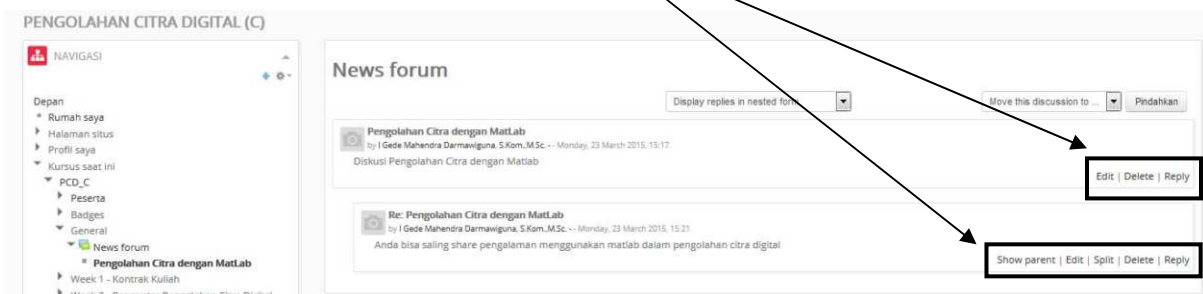 PENGOLAHAN CITRA DIGITAL (C)
NAVIGASI
Depan
Rumah saya
Halaman situs
Profil saya
Kursus saat ini
PCD_C
Peserta
Badges
General
News forum
Pengolahan Citra dengan MatLab
Week 1 - Kontrak Kuliah
News forum
Display replies in nested form
Move this discussion to ...
Pindahkan
Pengolahan Citra dengan MatLab
by I Gede Mahendra Darmawiguna, S.Kom.,M.Sc. - - Monday, 23 March 2015, 15:17
Diskusi Pengolahan Citra dengan Matlab
Edit | Delete | Reply
Re: Pengolahan Citra dengan MatLab
by I Gede Mahendra Darmawiguna, S.Kom.,M.Sc. - - Monday, 23 March 2015, 15:21
Anda bisa saling share pengalaman menggunakan matlab dalam pengolahan citra digital
Show parent | Edit | Split | Delete | Reply